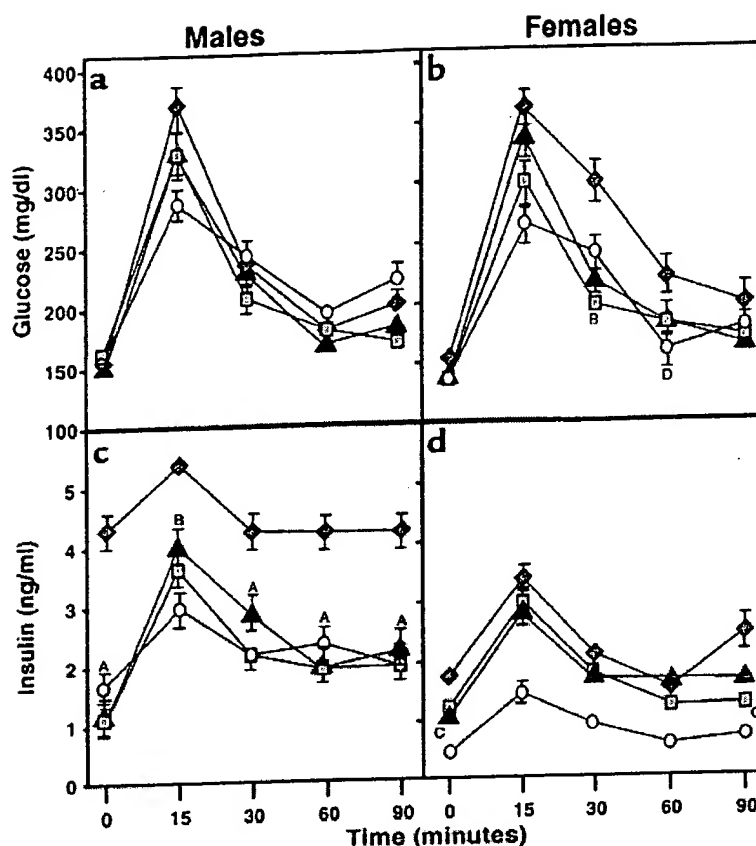 Males Females
a b
Glucose (mg/dl)
400
350
300
250
200
150
100
B
D
c d
Insulin (ng/ml)
5
4
3
2
1
0
A B A A A
C
0 15 30 60 90 0 15 30 60 90
Time (minutes)